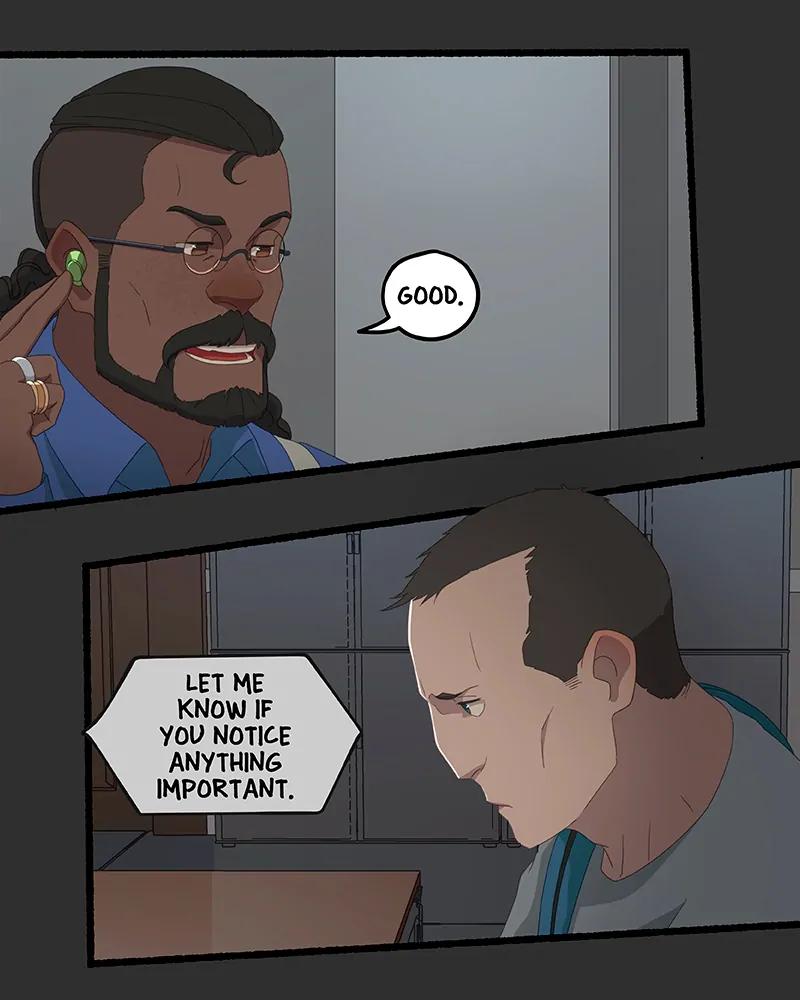 GOOD.
LET ME
KNOW IF
YOU NOTICE
ANYTHING
IMPORTANT.